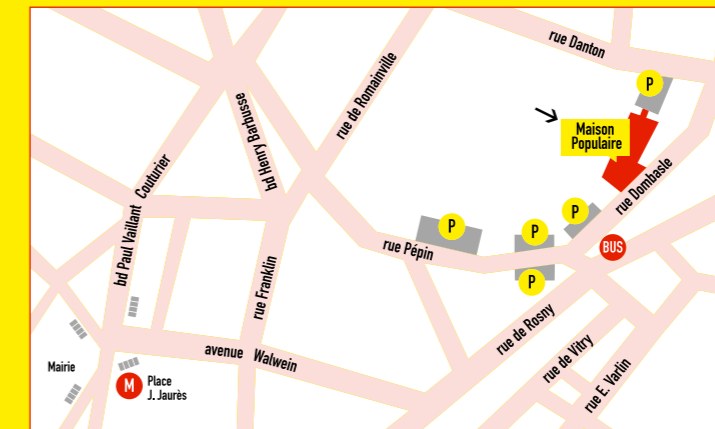 rue Danton
P
Maison
Populaire
rue de Romainville
bd Henry Barbusse
bd Paul Vaillant Couturier
rue Dombasle
P
P
P
BUS
rue Pépin
P
rue Franklin
rue de Rosny
avenue Walwein
rue de Vitry
rue E. Varlin
Mairie
M
Place
J. Jaurès